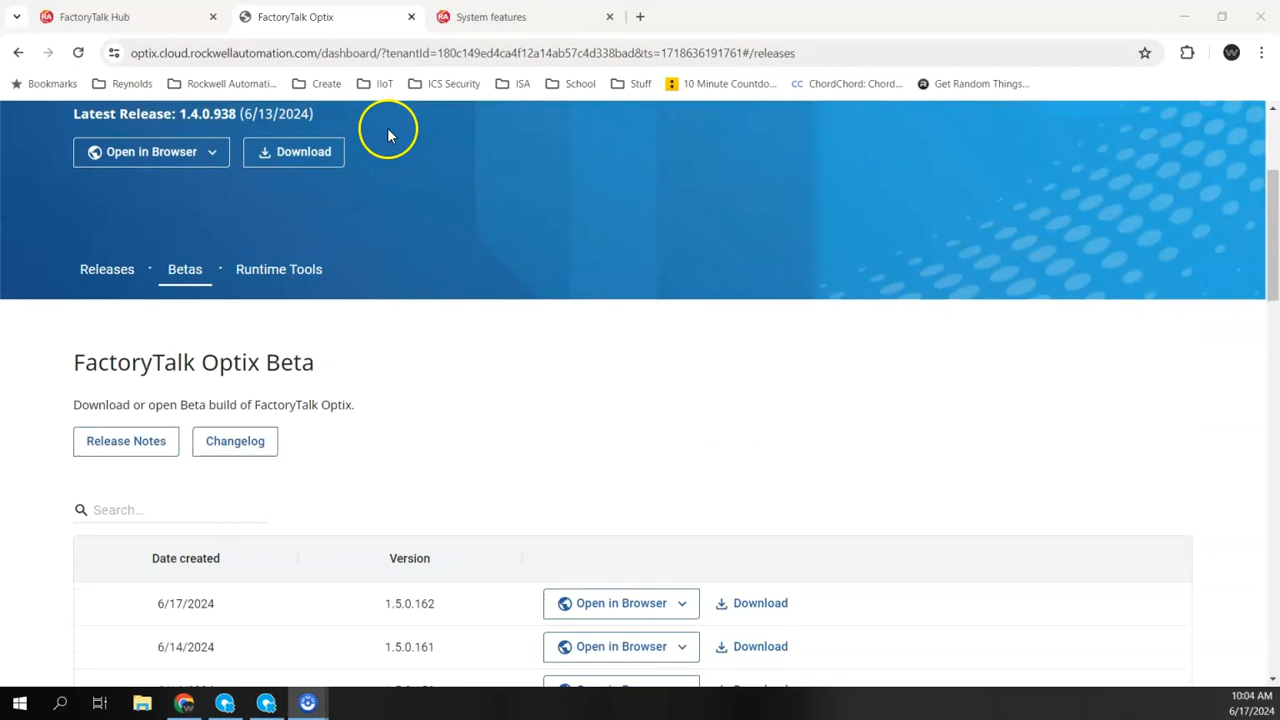 FactoryTalk Hub
FactoryTalk Optix
System features
optix.cloud.rockwellautomation.com/dashboard/?tenantId=180c149ed4ca4f12a14ab57c4d338bad&ts=1718636191761#/releases
Bookmarks Reynolds Rockwell Automati... Create IIoT ICS Security ISA School Stuff 10 Minute Countdo... CC ChordChord: Chord... Get Random Things...
Latest Release: 1.4.0.938 (6/13/2024)
Open in Browser Download
Releases · Betas · Runtime Tools
FactoryTalk Optix Beta
Download or open Beta build of FactoryTalk Optix.
Release Notes Changelog
Search...
Date created Version
6/17/2024 1.5.0.162 Open in Browser Download
6/14/2024 1.5.0.161 Open in Browser Download
10:04 AM
6/17/2024